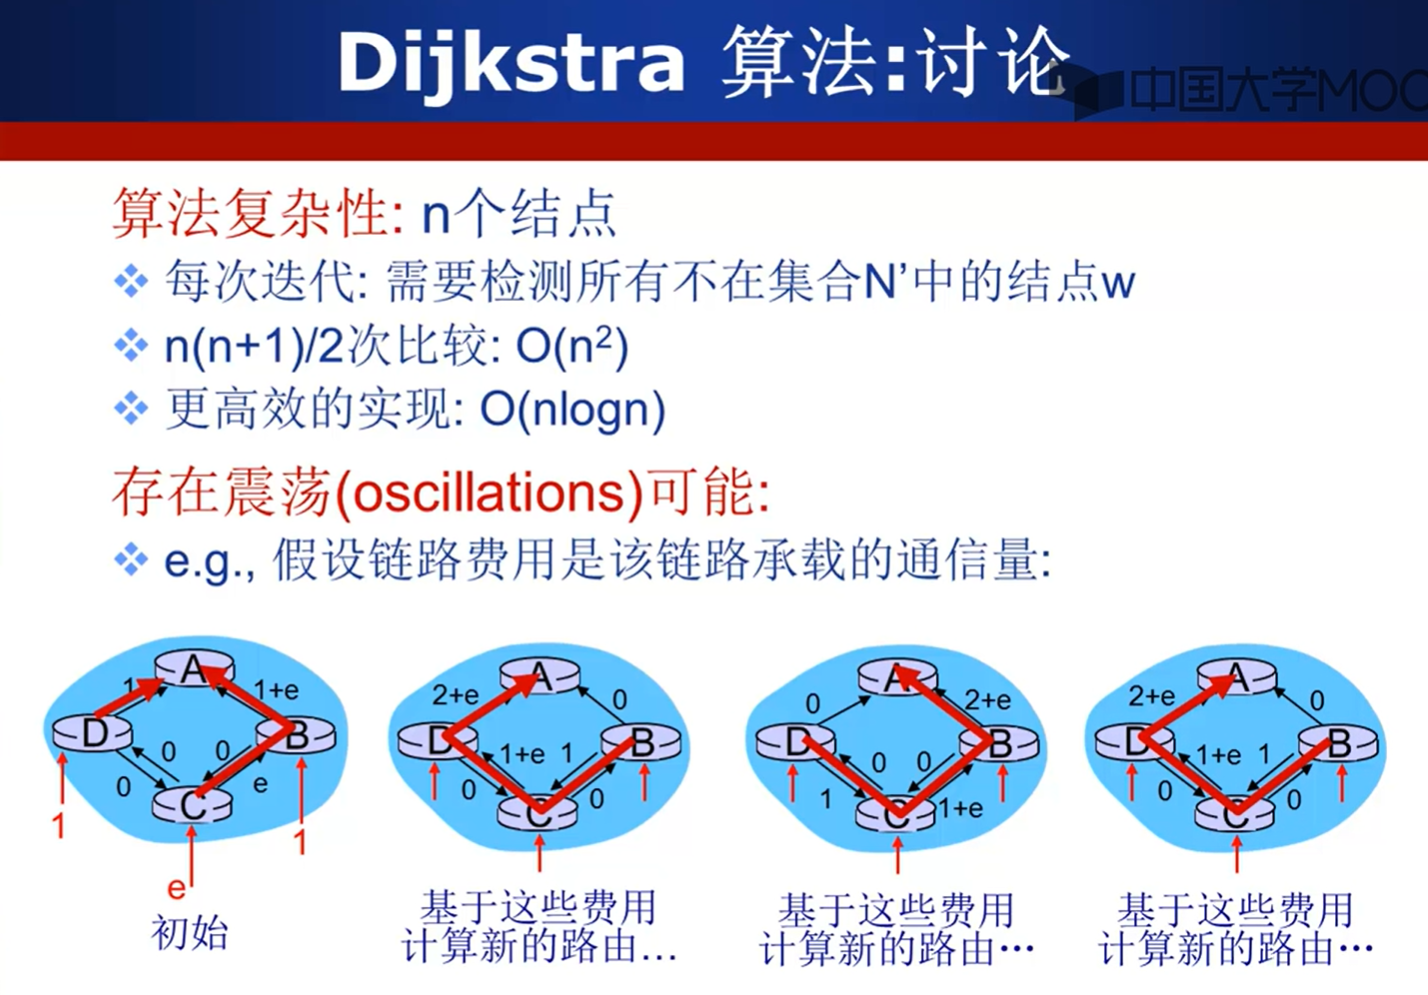 Dijkstra 算法:讨论
中国大学MOO
算法复杂性: n个结点
❖ 每次迭代: 需要检测所有不在集合N’中的结点w
❖ n(n+1)/2次比较: O(n²)
❖ 更高效的实现: O(nlogn)
存在震荡(oscillations)可能:
❖ e.g., 假设链路费用是该链路承载的通信量:
A
1
1+e
D
B
0
0
0
e
C
1
1
e
初始
A
2+e
0
D
B
1+e
1
0
0
C
基于这些费用
计算新的路由…
A
0
2+e
D
B
0
0
1
1+e
C
基于这些费用
计算新的路由…
A
2+e
0
D
B
1+e
1
0
0
C
基于这些费用
计算新的路由…